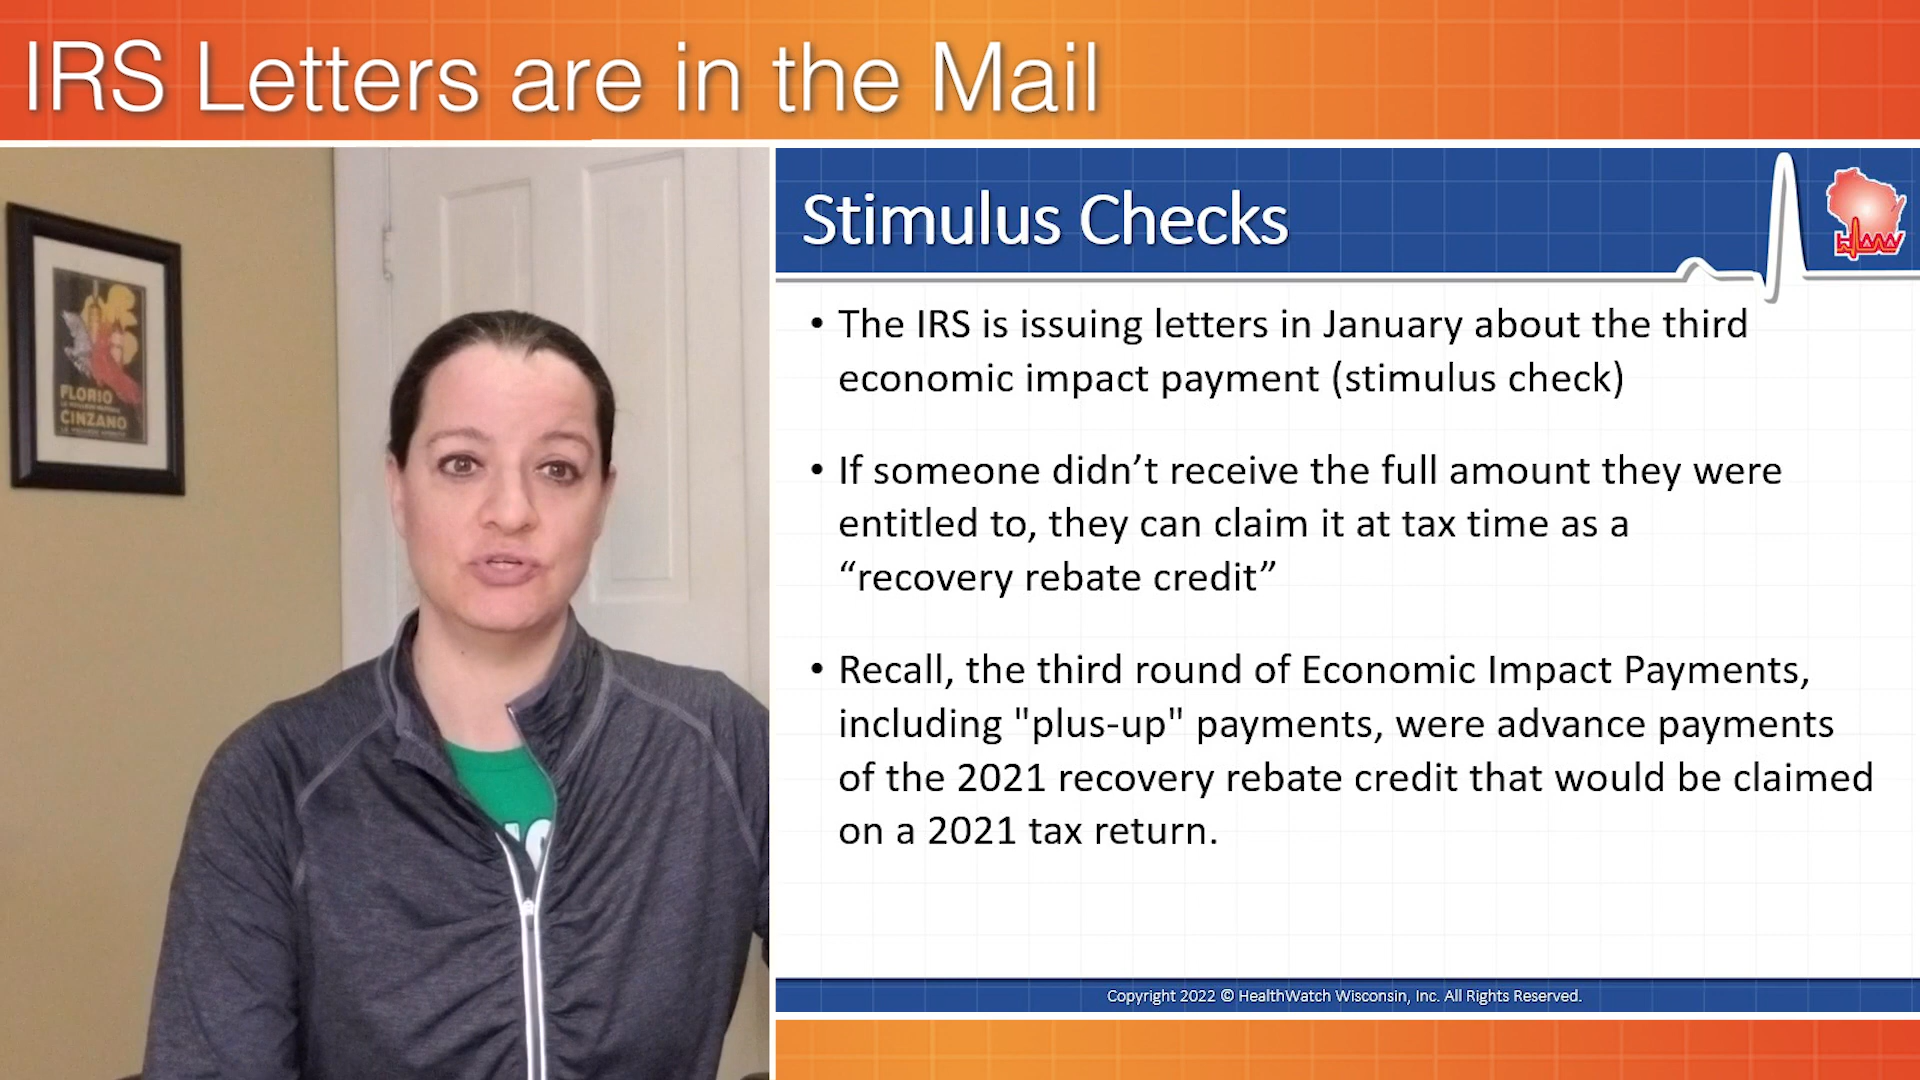 IRS Letters are in the Mail
FLORIO
CINZANO
Stimulus Checks
• The IRS is issuing letters in January about the third
economic impact payment (stimulus check)
• If someone didn’t receive the full amount they were
entitled to, they can claim it at tax time as a
“recovery rebate credit”
• Recall, the third round of Economic Impact Payments,
including "plus-up" payments, were advance payments
of the 2021 recovery rebate credit that would be claimed
on a 2021 tax return.
Copyright 2022 © HealthWatch Wisconsin, Inc. All Rights Reserved.